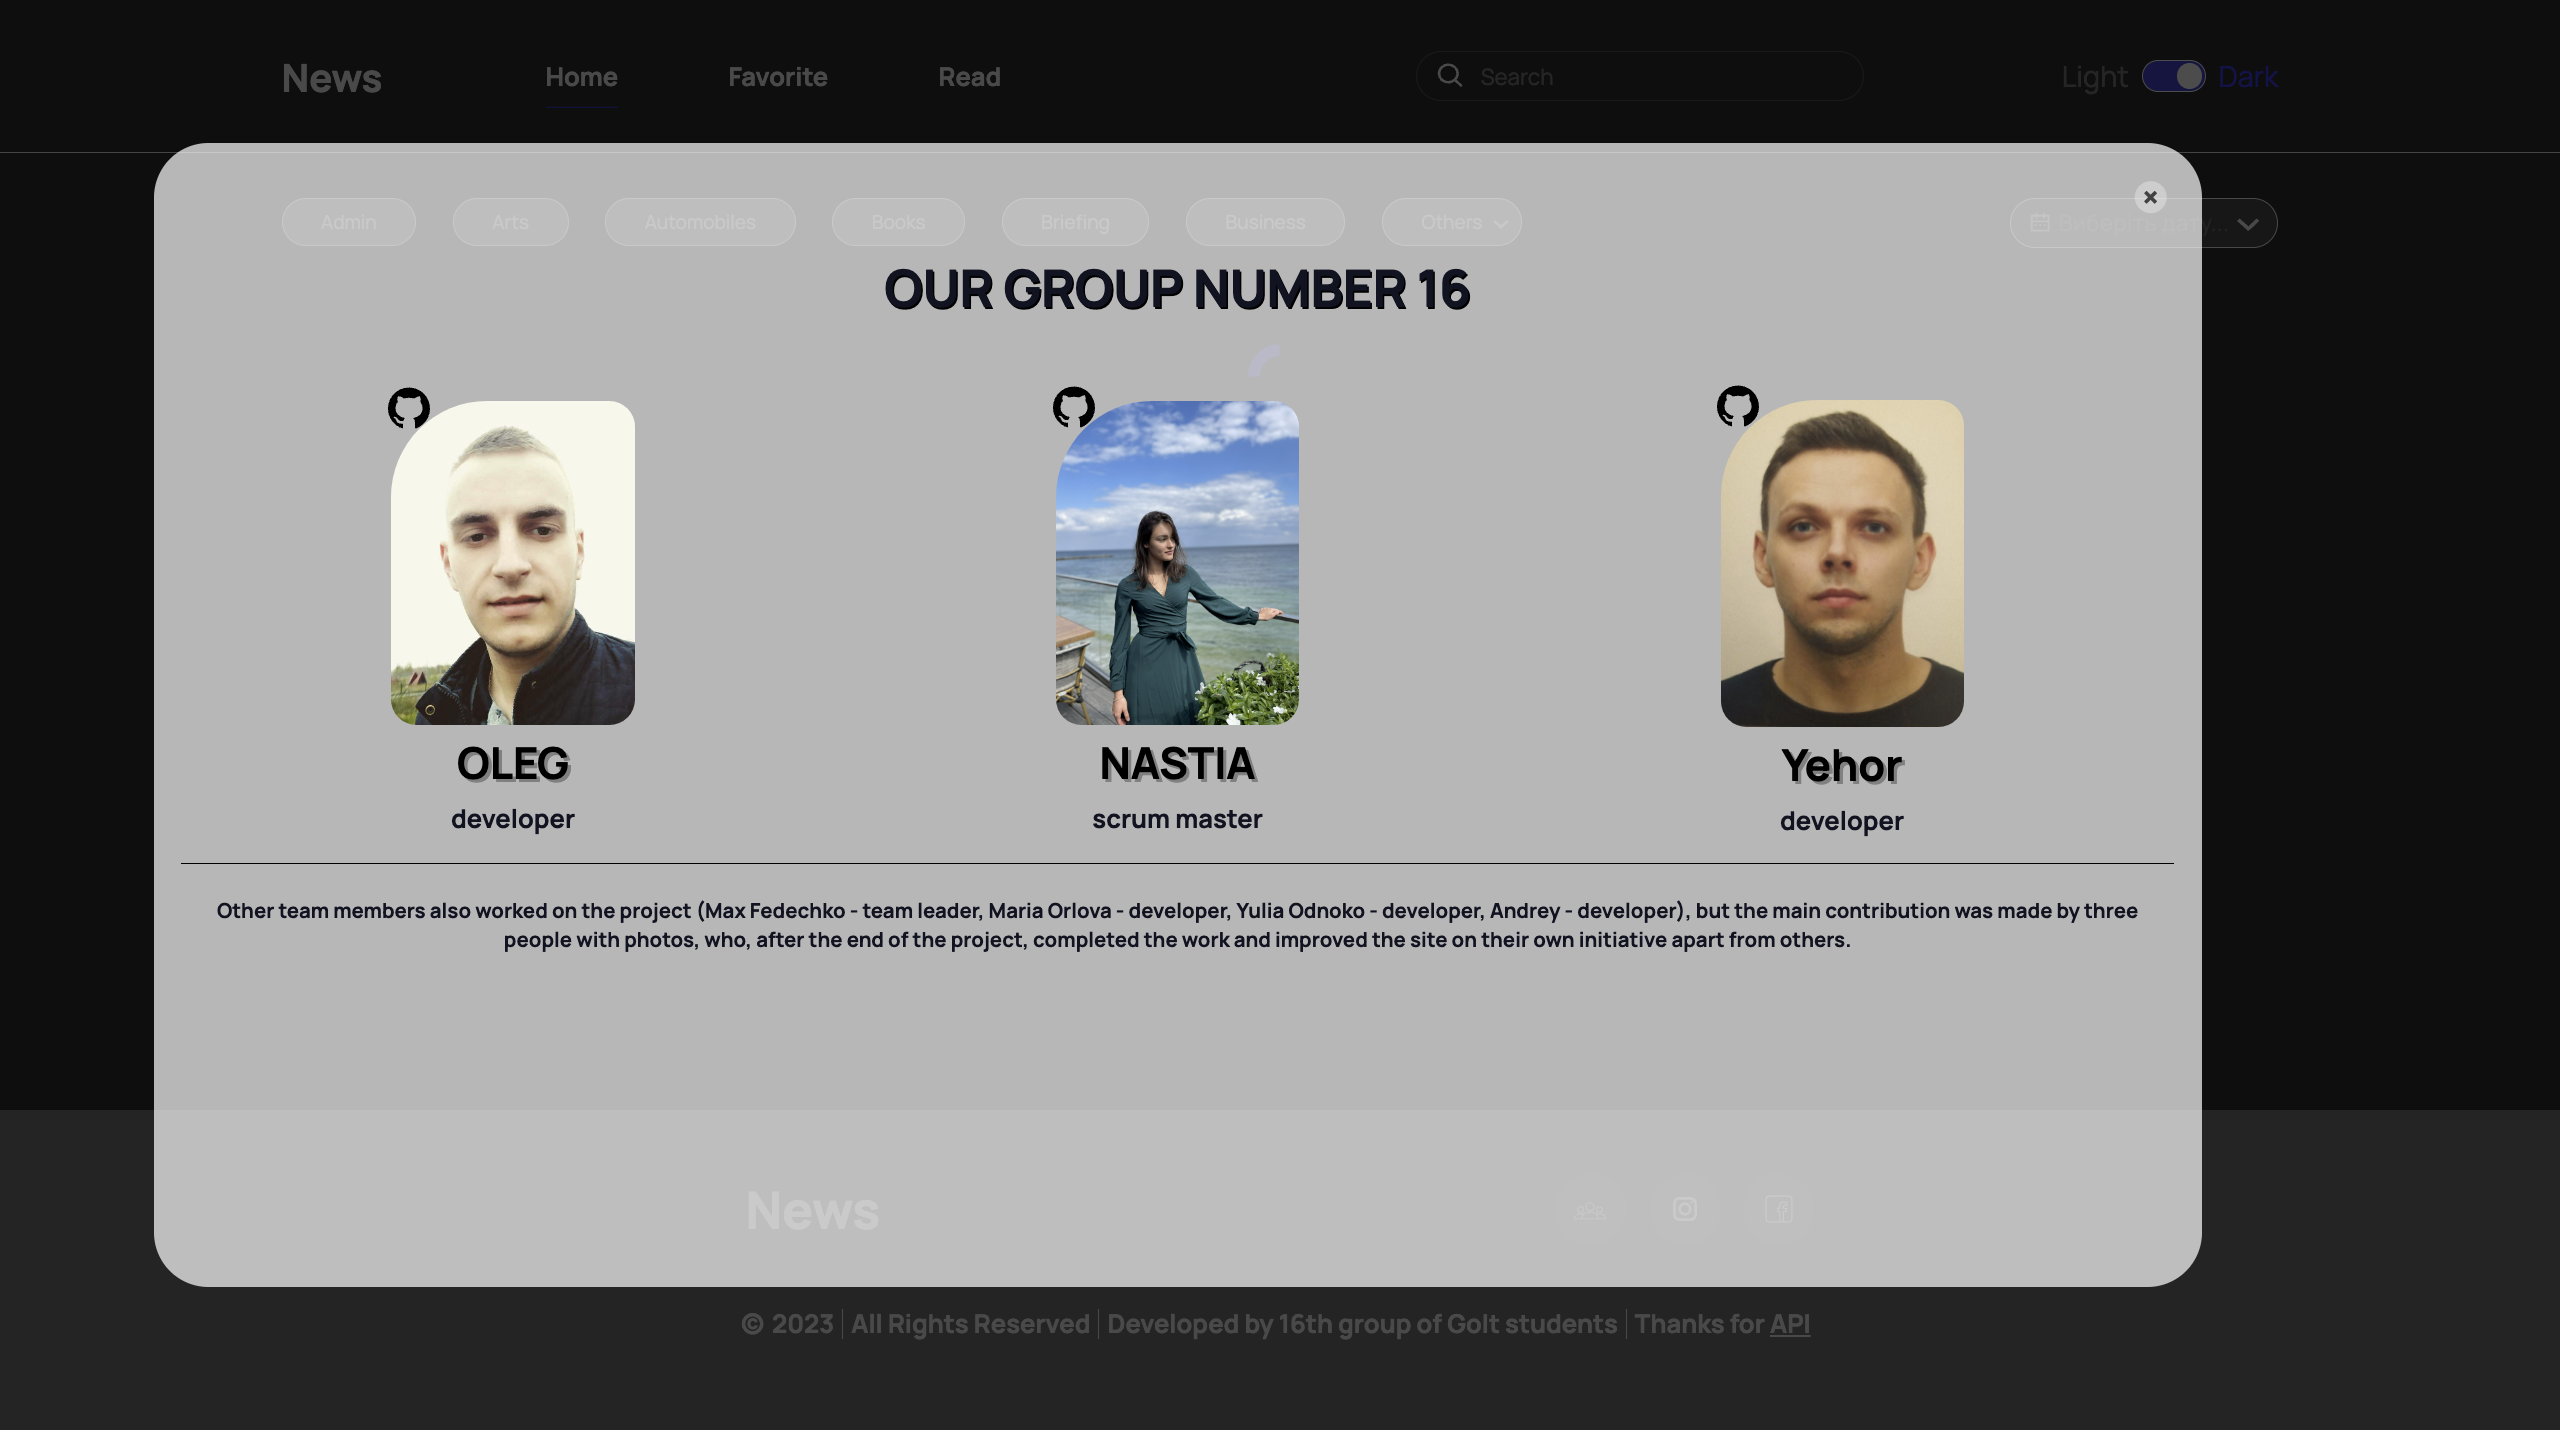 News
Home
Favorite
Read
Search
Light
Dark
Admin
Arts
Automobiles
Books
Briefing
Business
Others
Виберіть дату...
OUR GROUP NUMBER 16
OLEG
developer
NASTIA
scrum master
Yehor
developer
Other team members also worked on the project (Max Fedechko - team leader, Maria Orlova - developer, Yulia Odnoko - developer, Andrey - developer), but the main contribution was made by three
people with photos, who, after the end of the project, completed the work and improved the site on their own initiative apart from others.
News
© 2023 | All Rights Reserved | Developed by 16th group of GoIt students | Thanks for API